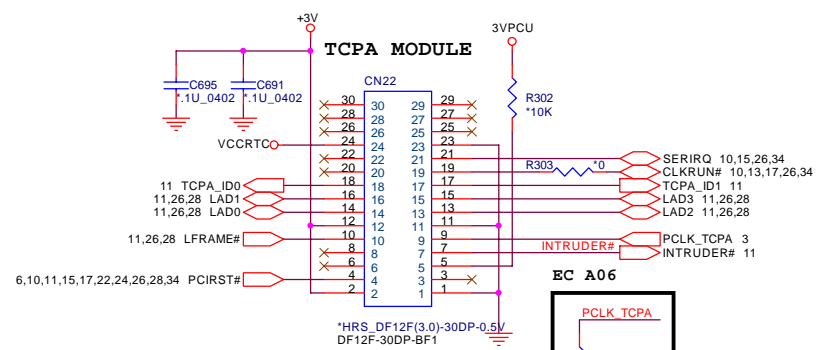 +3V
TCPA MODULE
3VPCU
CN22
C695
*.1U_0402
C691
*.1U_0402
R302
*10K
30 30 29 29
28 28 27 27
26 26 25 25
VCCRTC 24 24 23 23
22 22 21 21 SERIRQ 10,15,26,34
20 20 19 19 R303 *0 CLKRUN# 10,13,17,26,34
11 TCPA_ID0 18 18 17 17 TCPA_ID1 11
11,26,28 LAD1 16 16 15 15 LAD3 11,26,28
11,26,28 LAD0 14 14 13 13 LAD2 11,26,28
12 12 11 11
11,26,28 LFRAME# 10 10 9 9 PCLK_TCPA 3
8 8 7 7 INTRUDER# INTRUDER# 11
6 6 5 5
6,10,11,15,17,22,24,26,28,34 PCIRST# 4 4 3 3
2 2 1 1
EC A06
PCLK_TCPA
*HRS_DF12F(3.0)-30DP-0.5V
DF12F-30DP-BF1